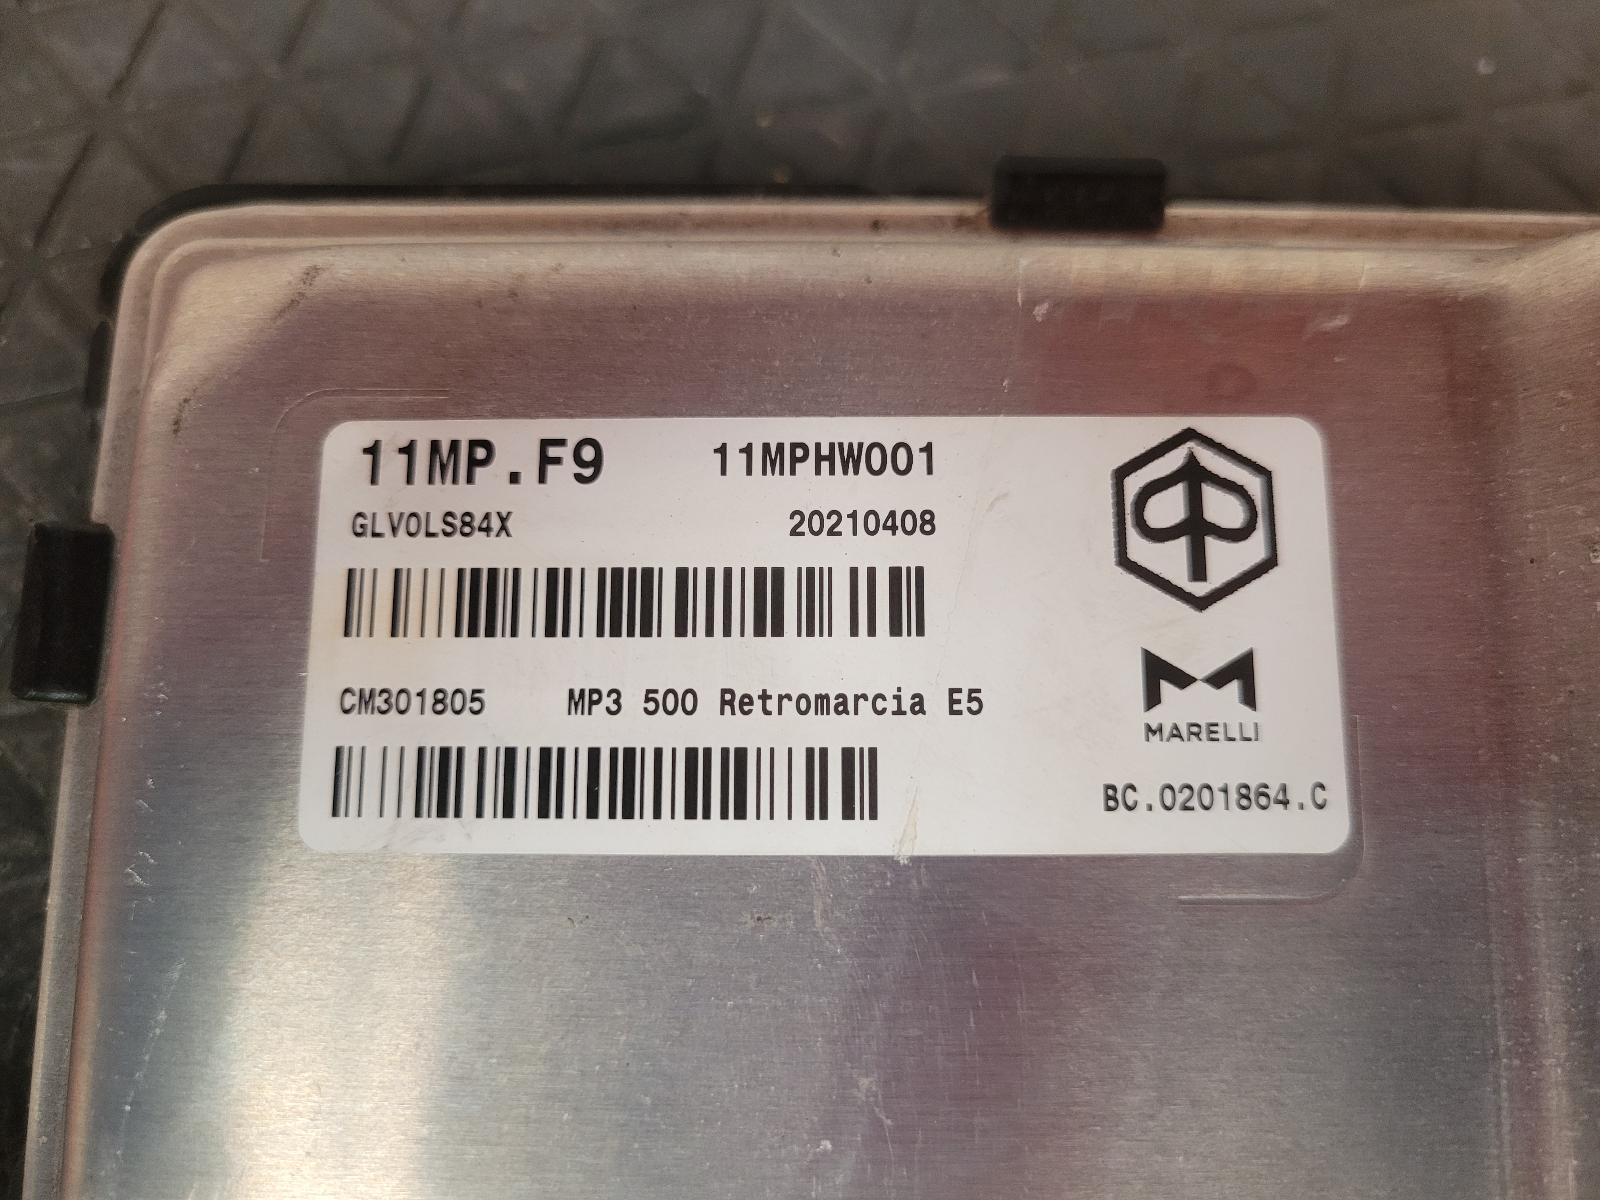 11MP.F9 11MPHW001
GLVOLS84X 20210408
CM301805 MP3 500 Retromarcia E5
MARELLI
BC.0201864.C